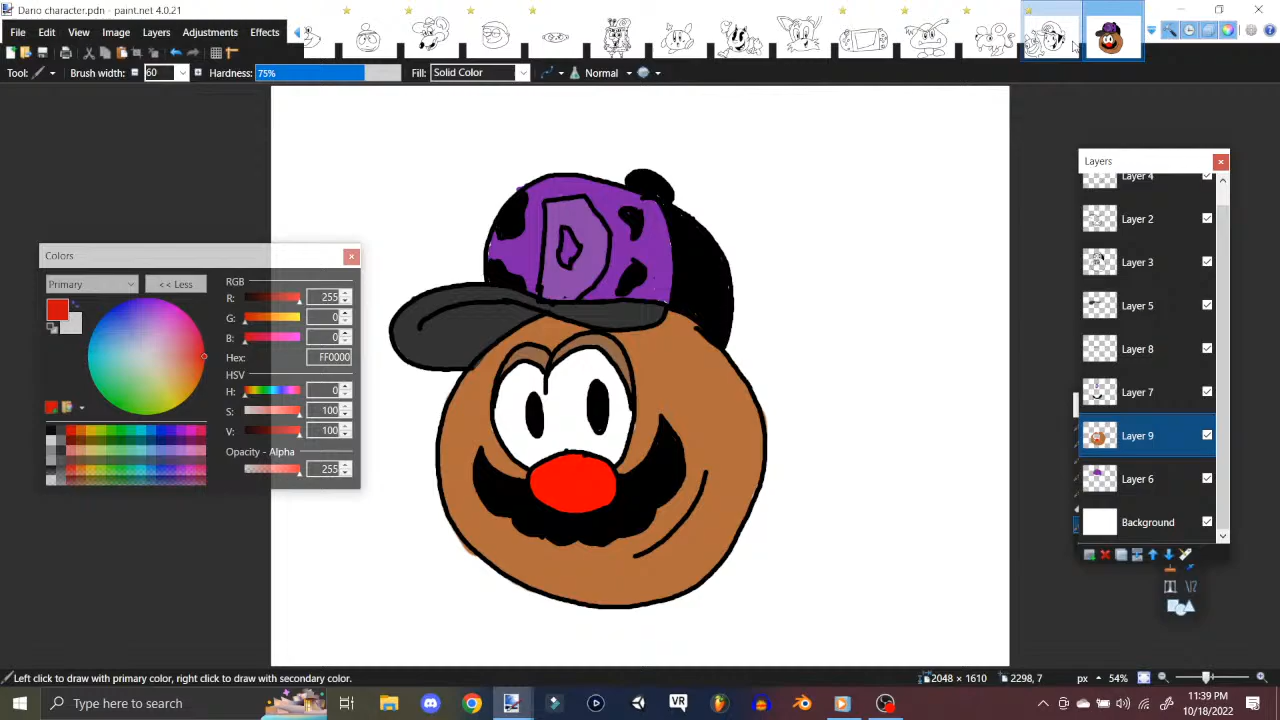 Dario character.pdn - paint.net 4.0.21
File Edit View Image Layers Adjustments Effects
Tool: Brush width: 60 Hardness: 75% Fill: Solid Color Normal
Layers
Layer 4
Layer 2
Layer 3
Layer 5
Layer 8
Layer 7
Layer 9
Layer 6
Background
Colors
Primary << Less
RGB
R: 255
G: 0
B: 0
Hex: FF0000
HSV
H: 0
S: 100
V: 100
Opacity - Alpha
255
D
Left click to draw with primary color, right click to draw with secondary color. 2048 × 1610 2298, 7 px 54%
Type here to search VR 11:39 PM
10/18/2022